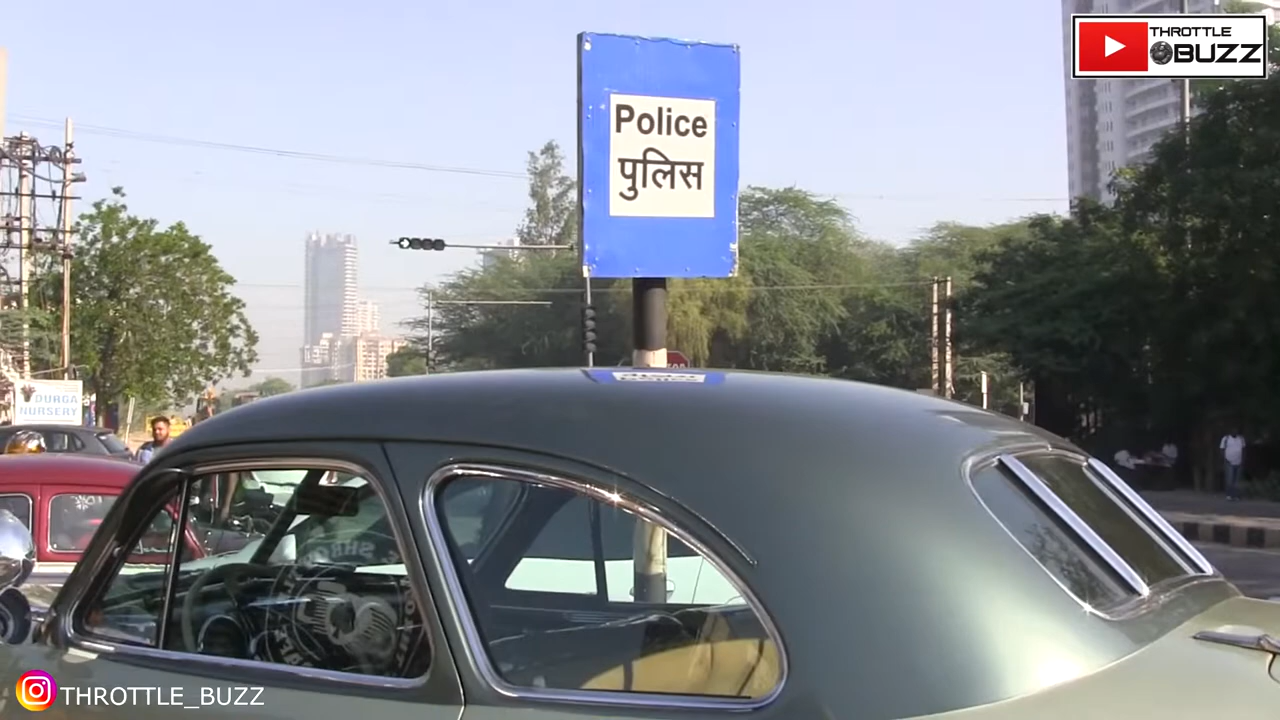 THROTTLE
BUZZ
Police
पुलिस
DURGA
NURSERY
THROTTLE_BUZZ